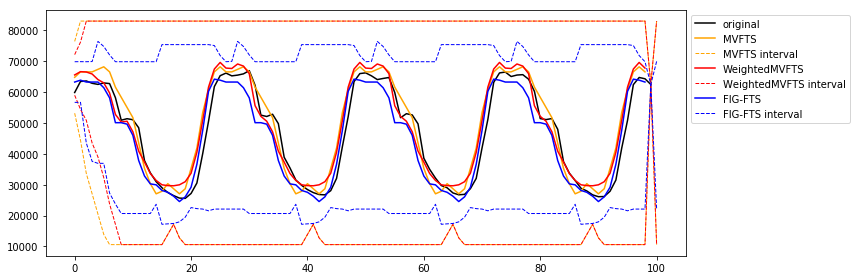 80000
70000
60000
50000
40000
30000
20000
10000
0
20
40
60
80
100
original
MVFTS
MVFTS interval
WeightedMVFTS
WeightedMVFTS interval
FIG-FTS
FIG-FTS interval